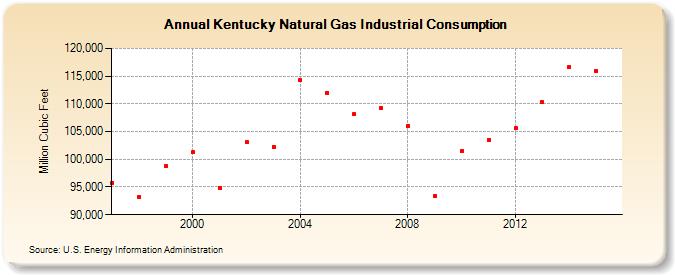 Annual Kentucky Natural Gas Industrial Consumption
Million Cubic Feet
120,000
115,000
110,000
105,000
100,000
95,000
90,000
2000 2004 2008 2012
Source: U.S. Energy Information Administration